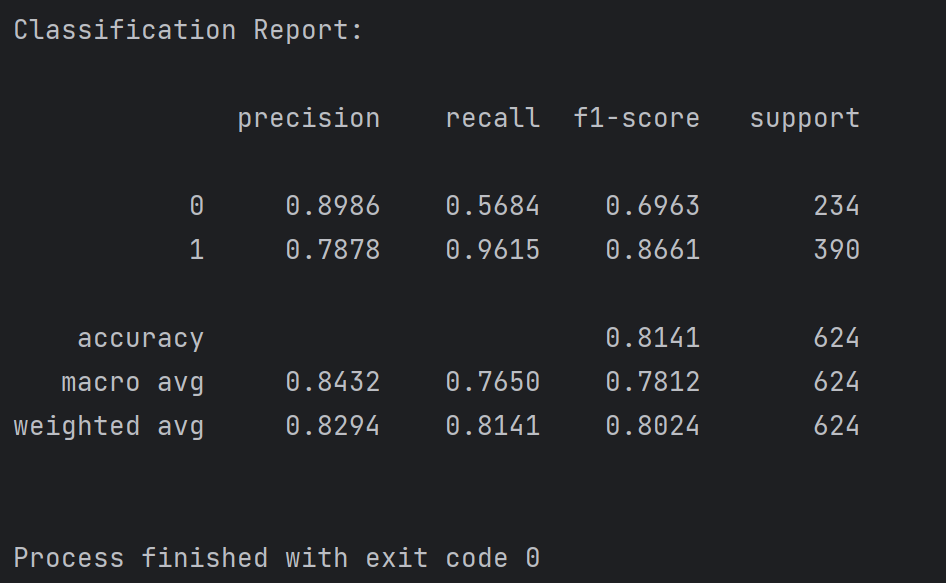 Classification Report:
precision recall f1-score support
0 0.8986 0.5684 0.6963 234
1 0.7878 0.9615 0.8661 390
accuracy 0.8141 624
macro avg 0.8432 0.7650 0.7812 624
weighted avg 0.8294 0.8141 0.8024 624
Process finished with exit code 0